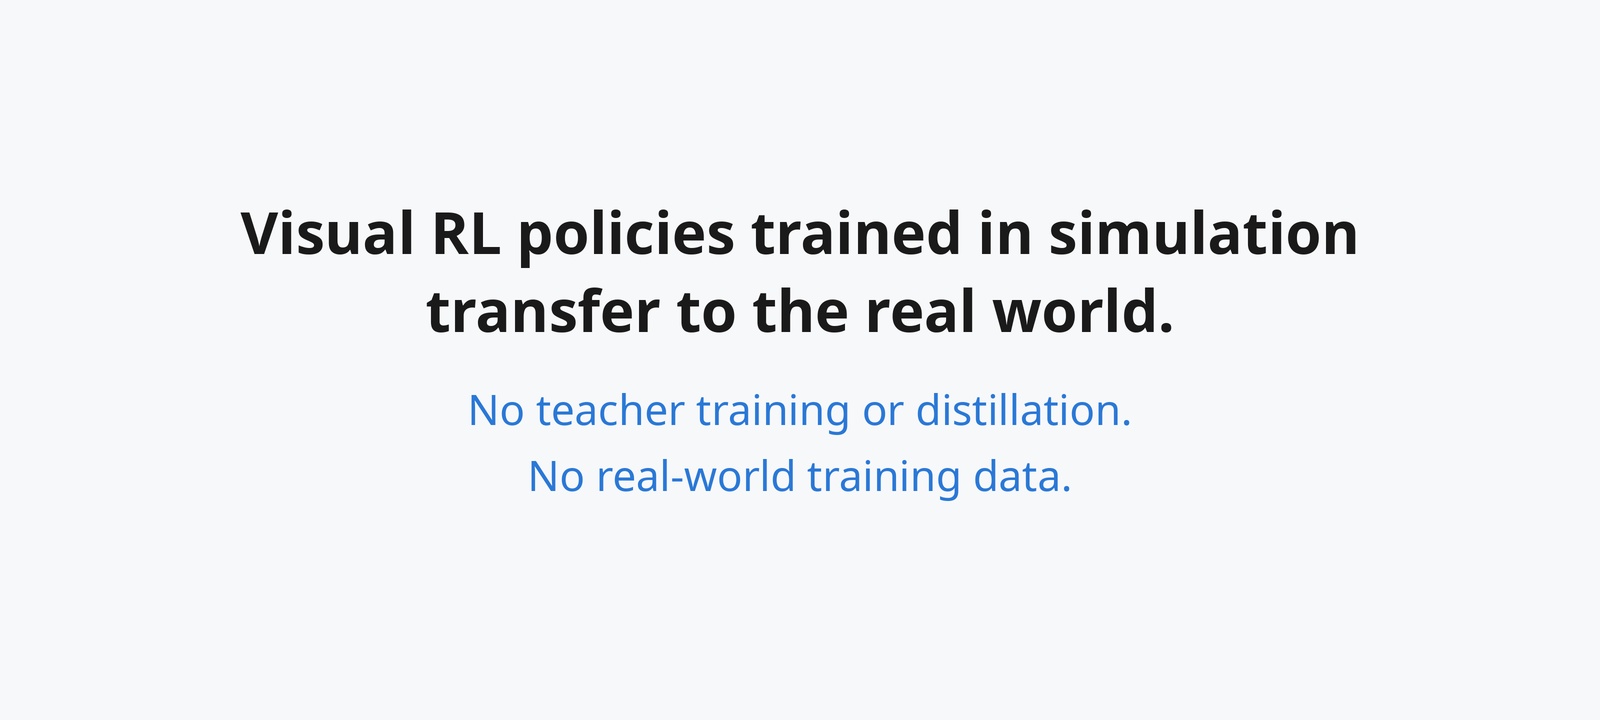 Visual RL policies trained in simulation
transfer to the real world.
No teacher training or distillation.
No real-world training data.